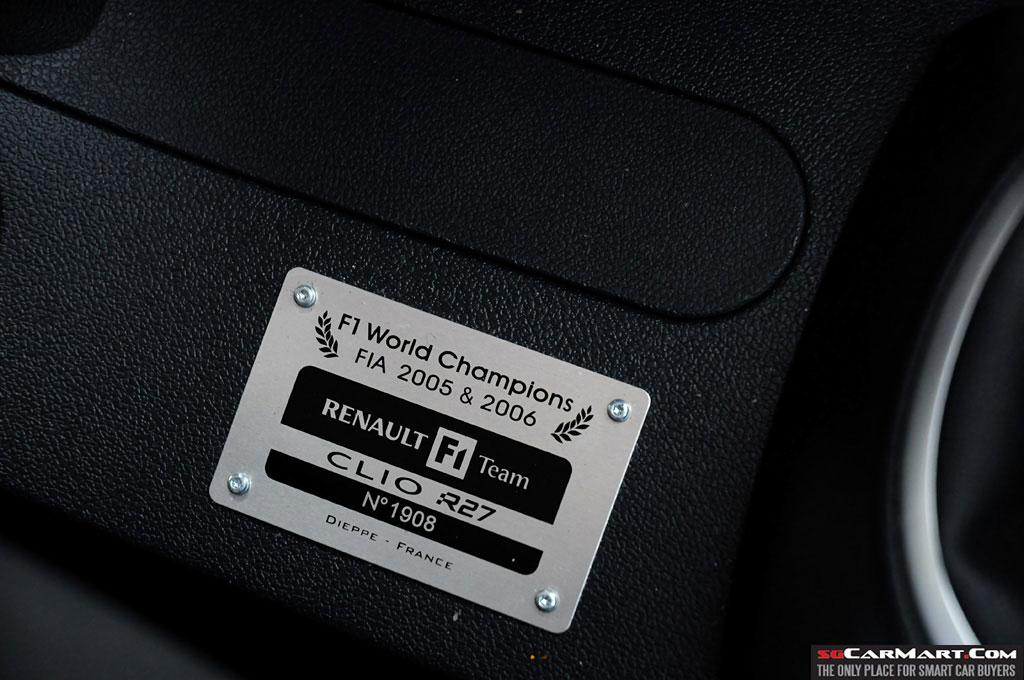 F1 World Champions
FIA 2005 & 2006
RENAULT F1 Team
CLIO R27
N°1908
DIEPPE - FRANCE
SGCARMART.COM
THE ONLY PLACE FOR SMART CAR BUYERS